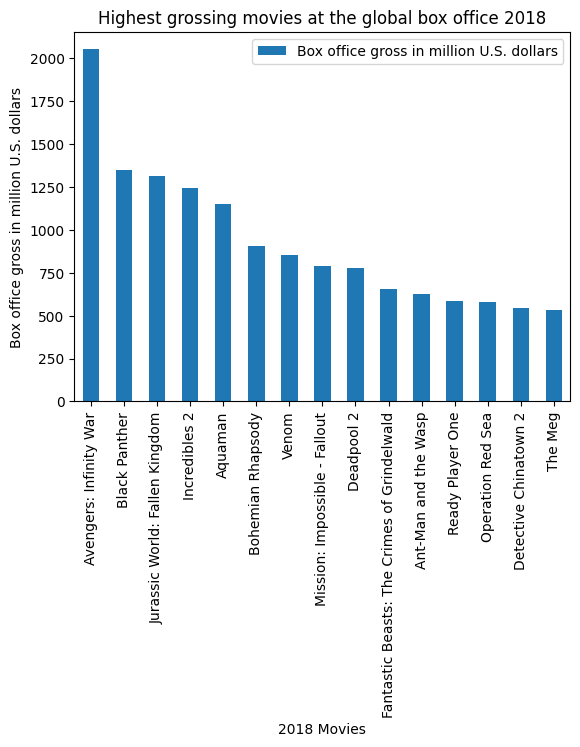 Highest grossing movies at the global box office 2018
Box office gross in million U.S. dollars
Box office gross in million U.S. dollars
2000
1750
1500
1250
1000
750
500
250
0
Avengers: Infinity War
Black Panther
Jurassic World: Fallen Kingdom
Incredibles 2
Aquaman
Bohemian Rhapsody
Venom
Mission: Impossible - Fallout
Deadpool 2
Fantastic Beasts: The Crimes of Grindelwald
Ant-Man and the Wasp
Ready Player One
Operation Red Sea
Detective Chinatown 2
The Meg
2018 Movies